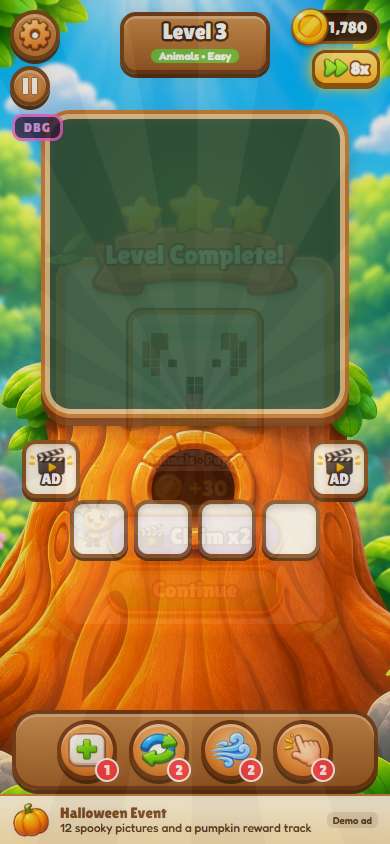 Level 3
Animals • Easy
1,780
8x
DBG
Level Complete!
AD
AD
+30
Claim x2
Continue
1
2
2
2
Halloween Event
12 spooky pictures and a pumpkin reward track
Demo ad